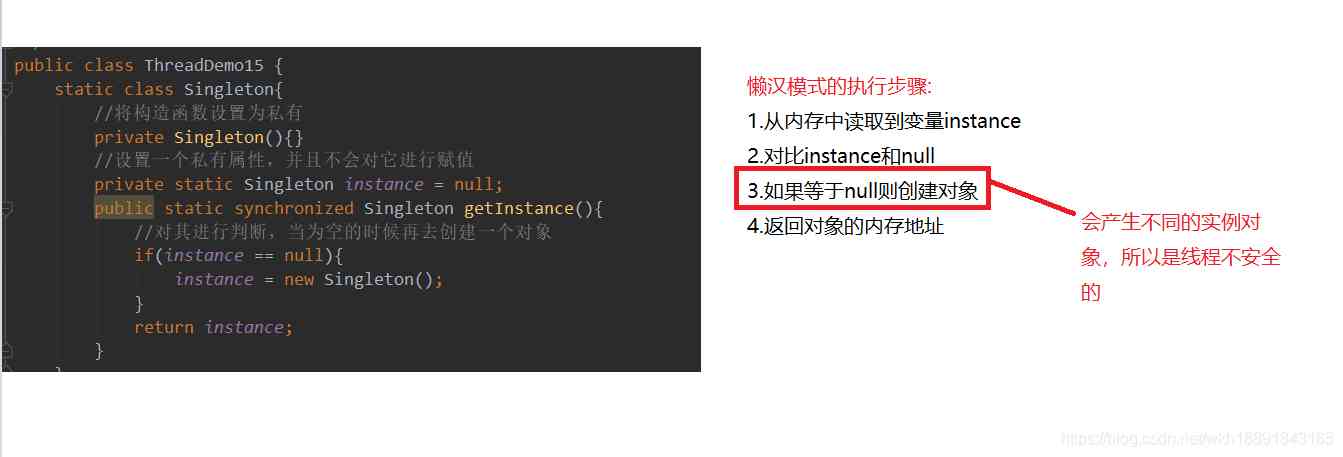 public class ThreadDemo15 {
static class Singleton{
//将构造函数设置为私有
private Singleton(){}
//设置一个私有属性，并且不会对它进行赋值
private static Singleton instance = null;
public static synchronized Singleton getInstance(){
//对其进行判断，当为空的时候再去创建一个对象
if(instance == null){
instance = new Singleton();
}
return instance;
}
懒汉模式的执行步骤:
1.从内存中读取到变量instance
2.对比instance和null
3.如果等于null则创建对象
4.返回对象的内存地址
会产生不同的实例对
象，所以是线程不安全
的